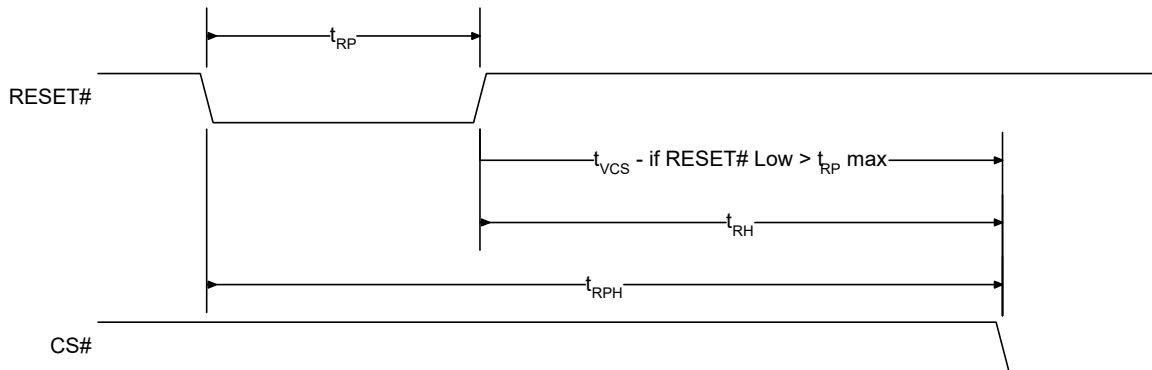 tRP
RESET#
tVCS - if RESET# Low > tRP max
tRH
tRPH
CS#